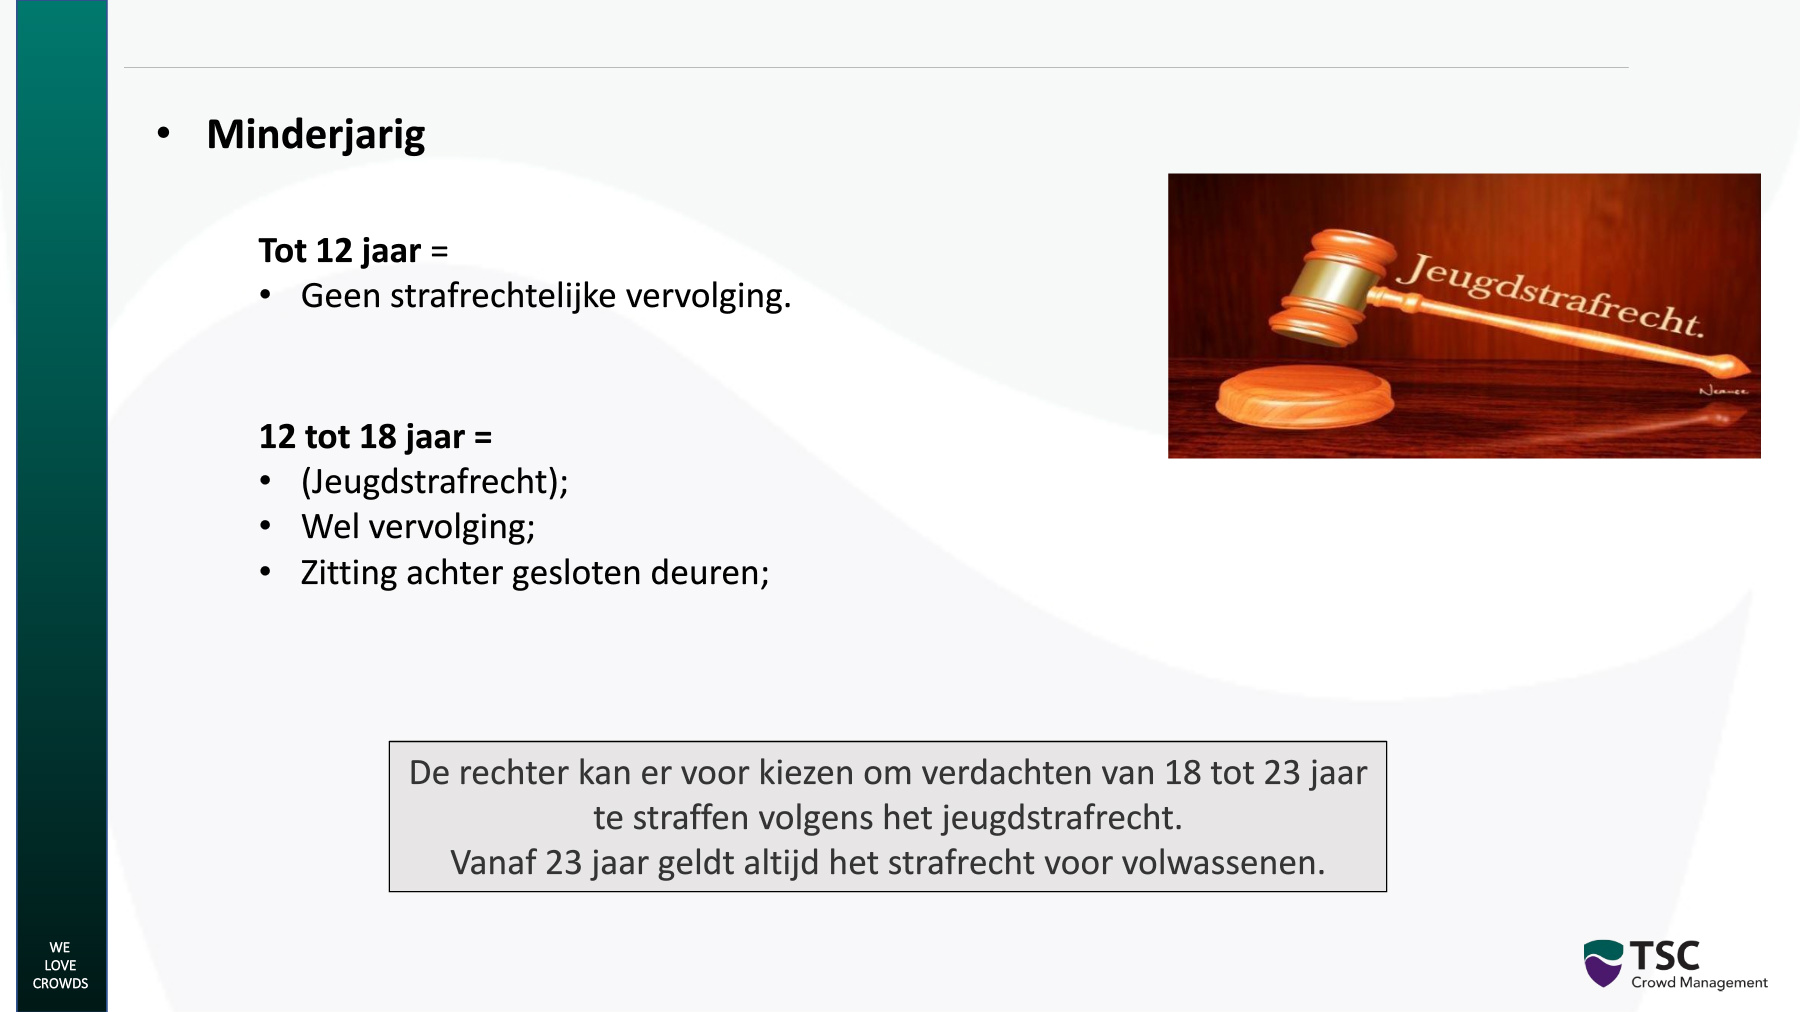 Minderjarig
Tot 12 jaar =
Geen strafrechtelijke vervolging.
Jeugdstrafrecht.
12 tot 18 jaar =
(Jeugdstrafrecht);
Wel vervolging;
Zitting achter gesloten deuren;
De rechter kan er voor kiezen om verdachten van 18 tot 23 jaar
te straffen volgens het jeugdstrafrecht.
Vanaf 23 jaar geldt altijd het strafrecht voor volwassenen.
WE
LOVE
CROWDS
TSC
Crowd Management